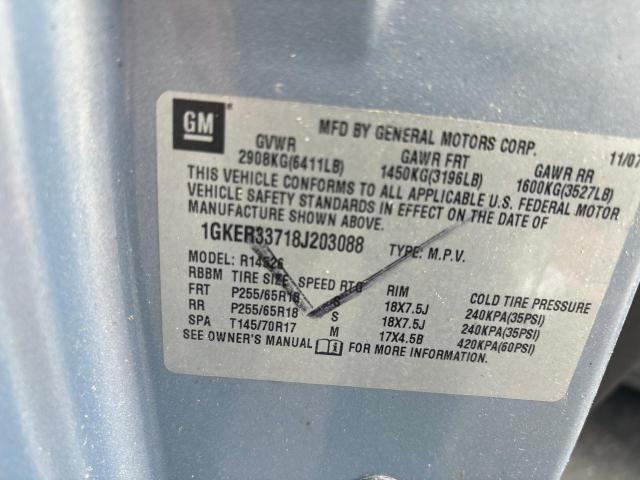 GM
MFD BY GENERAL MOTORS CORP. 11/07
GVWR GAWR FRT GAWR RR
2908KG(6411LB) 1450KG(3196LB) 1600KG(3527LB)
THIS VEHICLE CONFORMS TO ALL APPLICABLE U.S. FEDERAL MOTOR
VEHICLE SAFETY STANDARDS IN EFFECT ON THE DATE OF
MANUFACTURE SHOWN ABOVE.
1GKER33718J203088 TYPE: M.P.V.
MODEL: R14526
RBBM TIRE SIZE SPEED RTG RIM COLD TIRE PRESSURE
FRT P255/65R18 S 18X7.5J 240KPA(35PSI)
RR P255/65R18 S 18X7.5J 240KPA(35PSI)
SPA T145/70R17 M 17X4.5B 420KPA(60PSI)
SEE OWNER'S MANUAL FOR MORE INFORMATION.